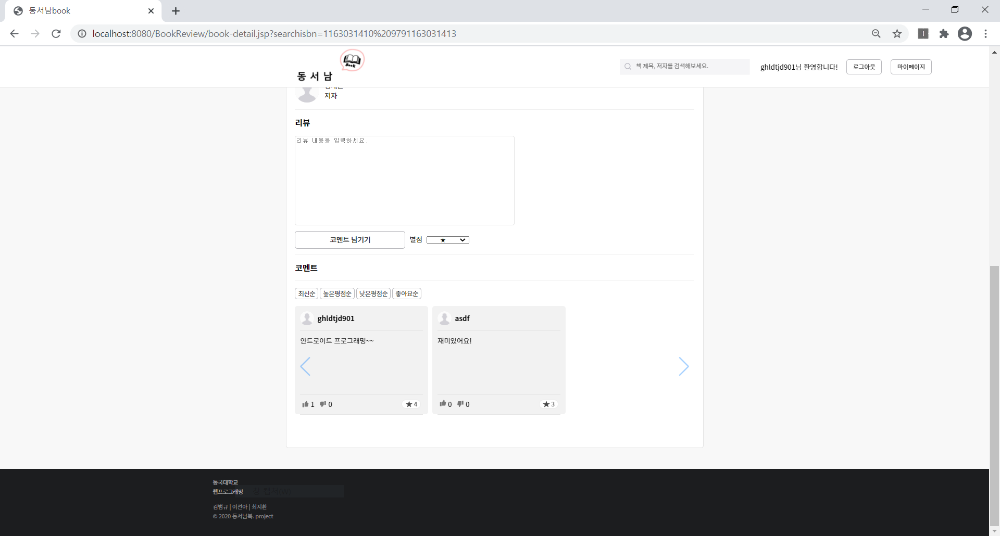 동서남book
localhost:8080/BookReview/book-detail.jsp?searchisbn=1163031410%209791163031413
Book
동 서 남
책 제목, 저자를 검색해보세요.
ghldtjd901님 환영합니다!
로그아웃
마이페이지
저자
리뷰
리뷰 내용을 입력하세요.
코멘트 남기기
별점
★
코멘트
최신순
높은평점순
낮은평점순
좋아요순
ghldtjd901
안드로이드 프로그래밍~~
1 0 ★ 4
asdf
재미있어요!
0 0 ★ 3
동국대학교
웹프로그래밍
김범규 | 이선아 | 최지환
© 2020 동서남북. project